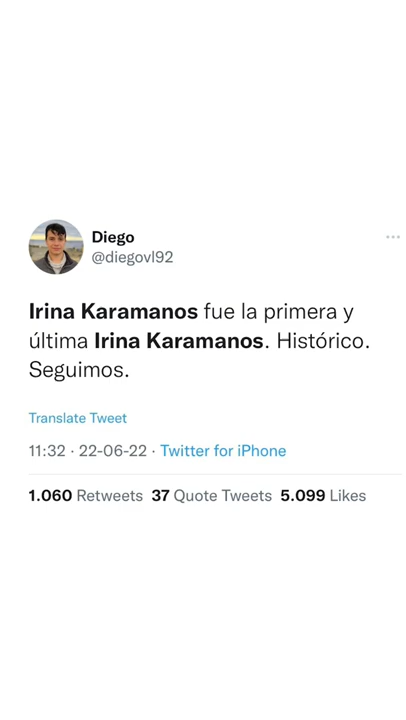 Diego
@diegovl92
Irina Karamanos fue la primera y
última Irina Karamanos. Histórico.
Seguimos.
Translate Tweet
11:32 · 22-06-22 · Twitter for iPhone
1.060 Retweets 37 Quote Tweets 5.099 Likes